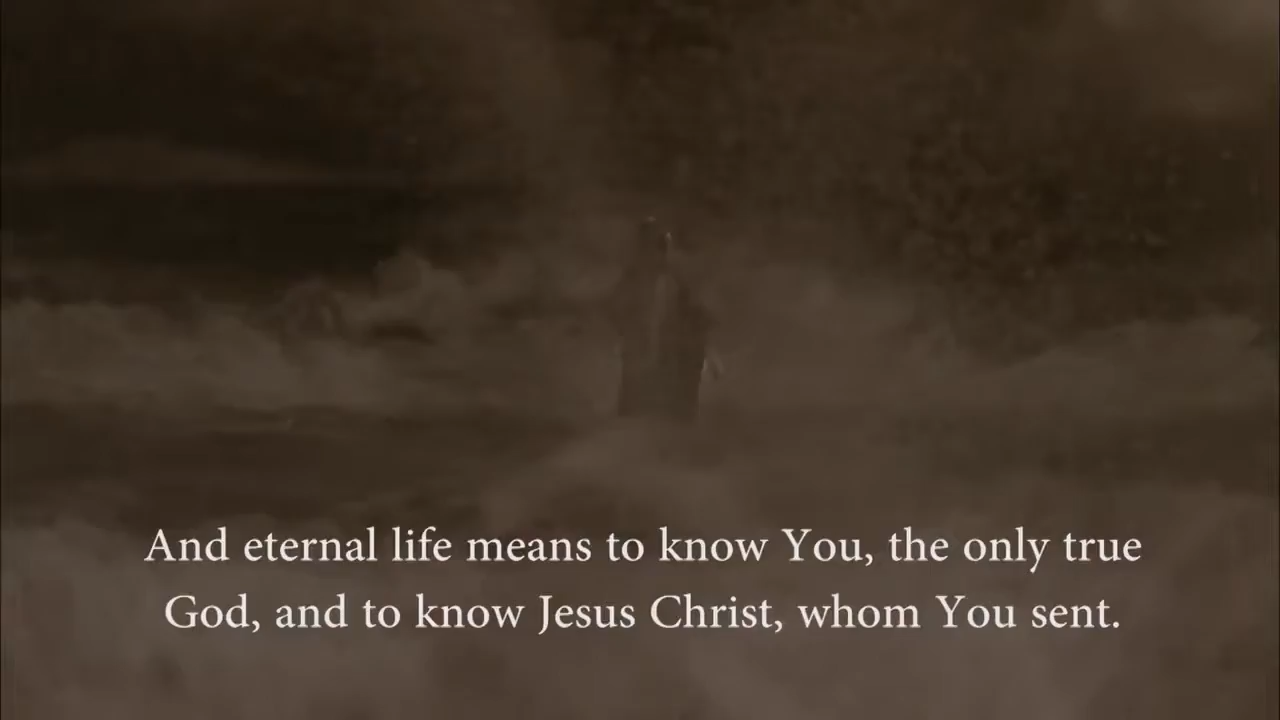 And eternal life means to know You, the only true
God, and to know Jesus Christ, whom You sent.